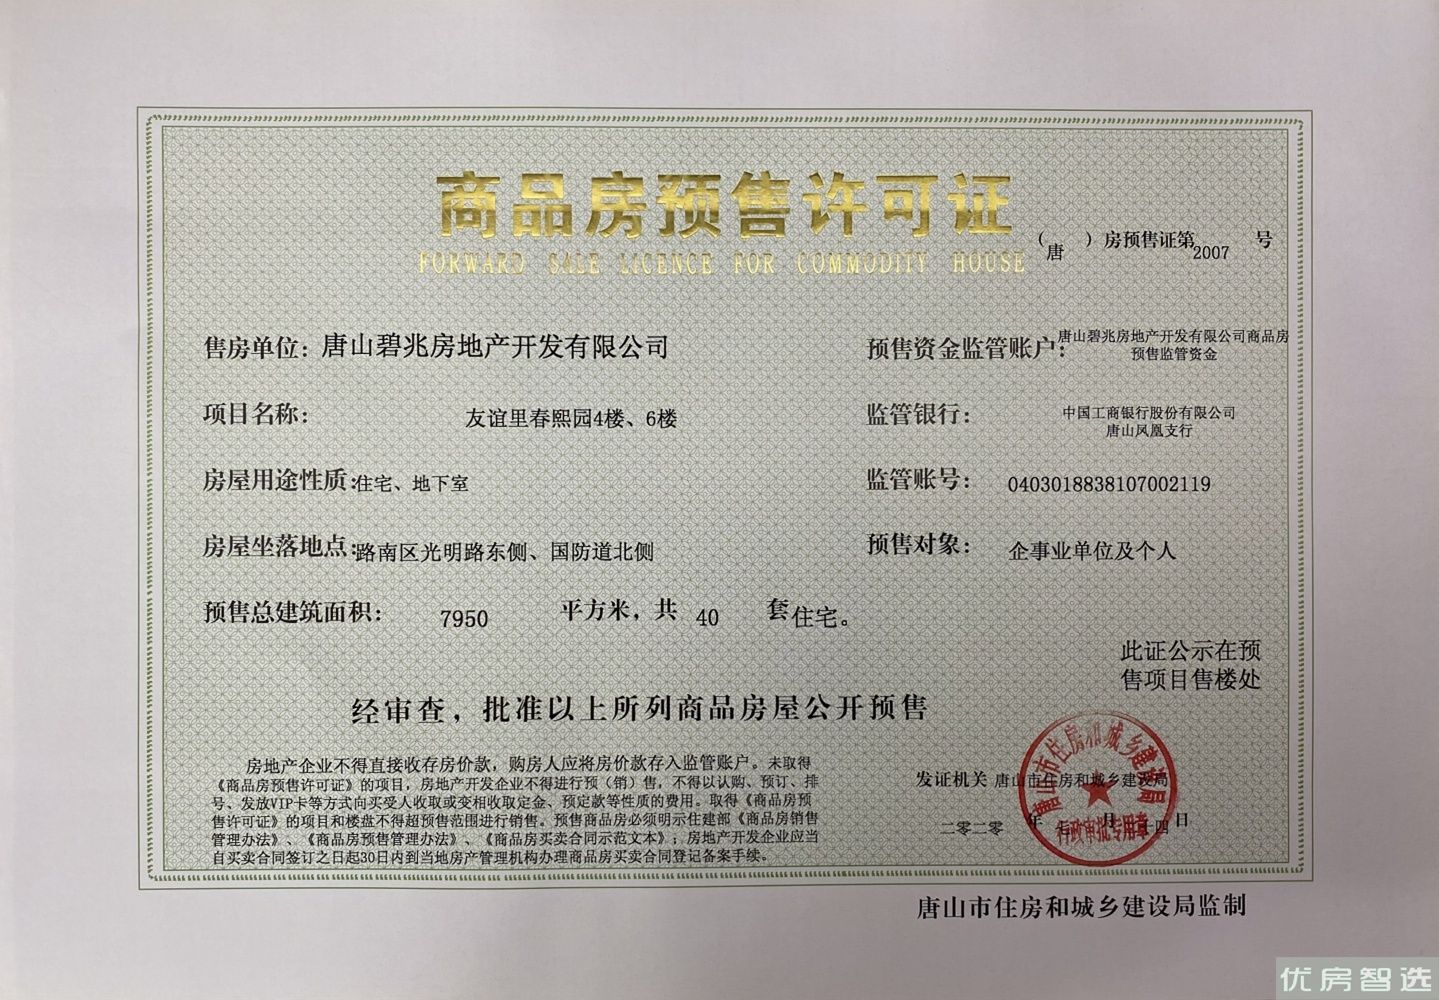 商品房预售许可证
FORWARD SALE LICENCE FOR COMMODITY HOUSE
（唐）房预售证第2007号
售房单位：唐山碧兆房地产开发有限公司
预售资金监管账户：唐山碧兆房地产开发有限公司商品房
预售监管资金
项目名称：友谊里春熙园4楼、6楼
监管银行：中国工商银行股份有限公司
唐山凤凰支行
房屋用途性质：住宅、地下室
监管账号：0403018838107002119
房屋坐落地点：路南区光明路东侧、国防道北侧
预售对象：企事业单位及个人
预售总建筑面积：7950平方米，共40套住宅。
此证公示在预
售项目售楼处
经审查，批准以上所列商品房屋公开预售
房地产企业不得直接收存房价款，购房人应将房价款存入监管账户。未取得
《商品房预售许可证》的项目，房地产开发企业不得进行预（销）售，不得以认购、预订、排
号、发放VIP卡等方式向买受人收取或变相收取定金、预定款等性质的费用。取得《商品房预
售许可证》的项目和楼盘不得超预售范围进行销售。预售商品房必须明示住建部《商品房销售
管理办法》、《商品房预售管理办法》、《商品房买卖合同示范文本》；房地产开发企业应当
自买卖合同签订之日起30日内到当地房产管理机构办理商品房买卖合同登记备案手续。
发证机关 唐山市住房和城乡建设局
二零二零 年 月 十四 日
唐山市住房和城乡建设局
行政审批专用章
唐山市住房和城乡建设局监制
优房智选